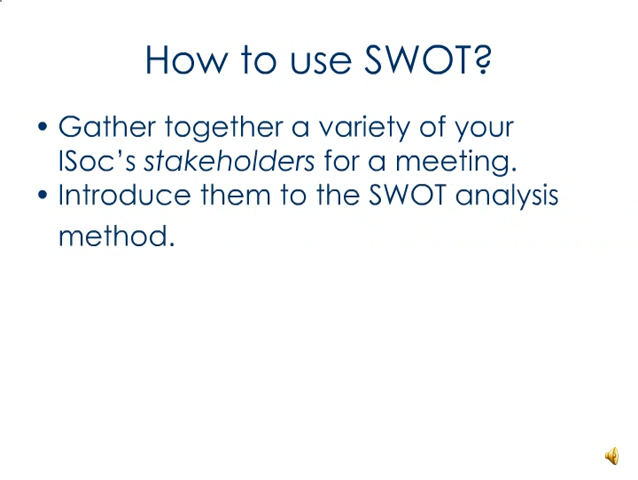 How to use SWOT?
• Gather together a variety of your
ISoc's stakeholders for a meeting.
• Introduce them to the SWOT analysis
method.